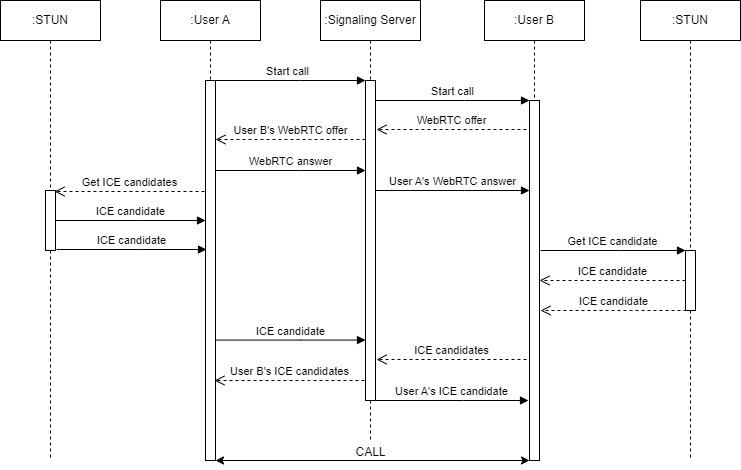 :STUN
:User A
:Signaling Server
:User B
:STUN
Start call
Start call
WebRTC offer
User B's WebRTC offer
WebRTC answer
User A's WebRTC answer
Get ICE candidates
ICE candidate
ICE candidate
Get ICE candidate
ICE candidate
ICE candidate
ICE candidate
ICE candidates
User B's ICE candidates
User A's ICE candidate
CALL